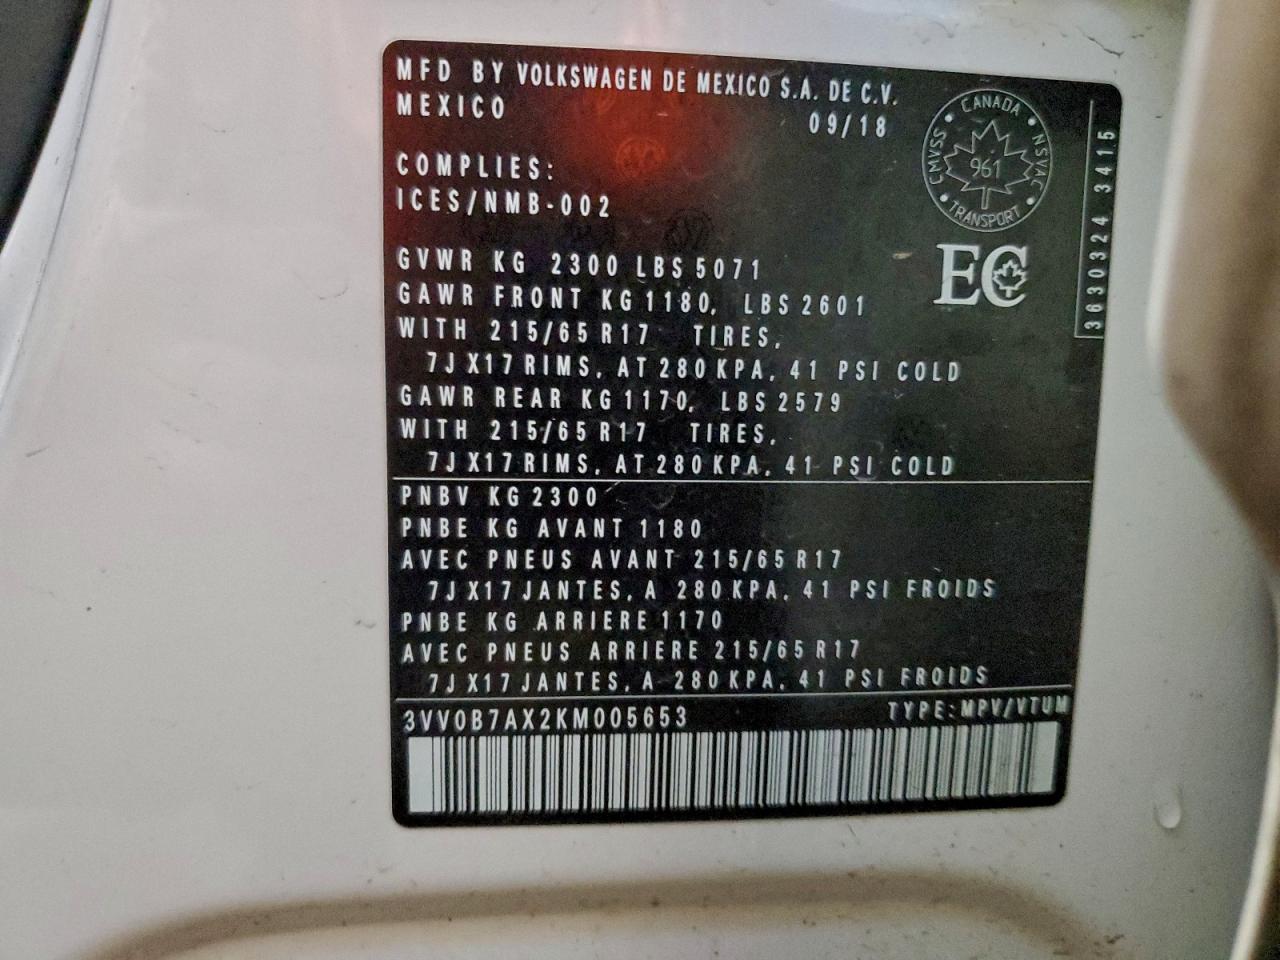 MFD BY VOLKSWAGEN DE MEXICO S.A. DE C.V.
MEXICO 09/18
COMPLIES:
ICES/NMB-002
CANADA
CMVSS NSVAC
961
TRANSPORT
EC
3630324 3415
GVWR KG 2300 LBS 5071
GAWR FRONT KG 1180, LBS 2601
WITH 215/65 R17 TIRES,
7J X17 RIMS, AT 280 KPA, 41 PSI COLD
GAWR REAR KG 1170, LBS 2579
WITH 215/65 R17 TIRES,
7J X17 RIMS, AT 280 KPA, 41 PSI COLD
PNBV KG 2300
PNBE KG AVANT 1180
AVEC PNEUS AVANT 215/65 R17
7J X17 JANTES, A 280 KPA, 41 PSI FROIDS
PNBE KG ARRIERE 1170
AVEC PNEUS ARRIERE 215/65 R17
7J X17 JANTES, A 280 KPA, 41 PSI FROIDS
3VV0B7AX2KM005653 TYPE:MPV/VTUM